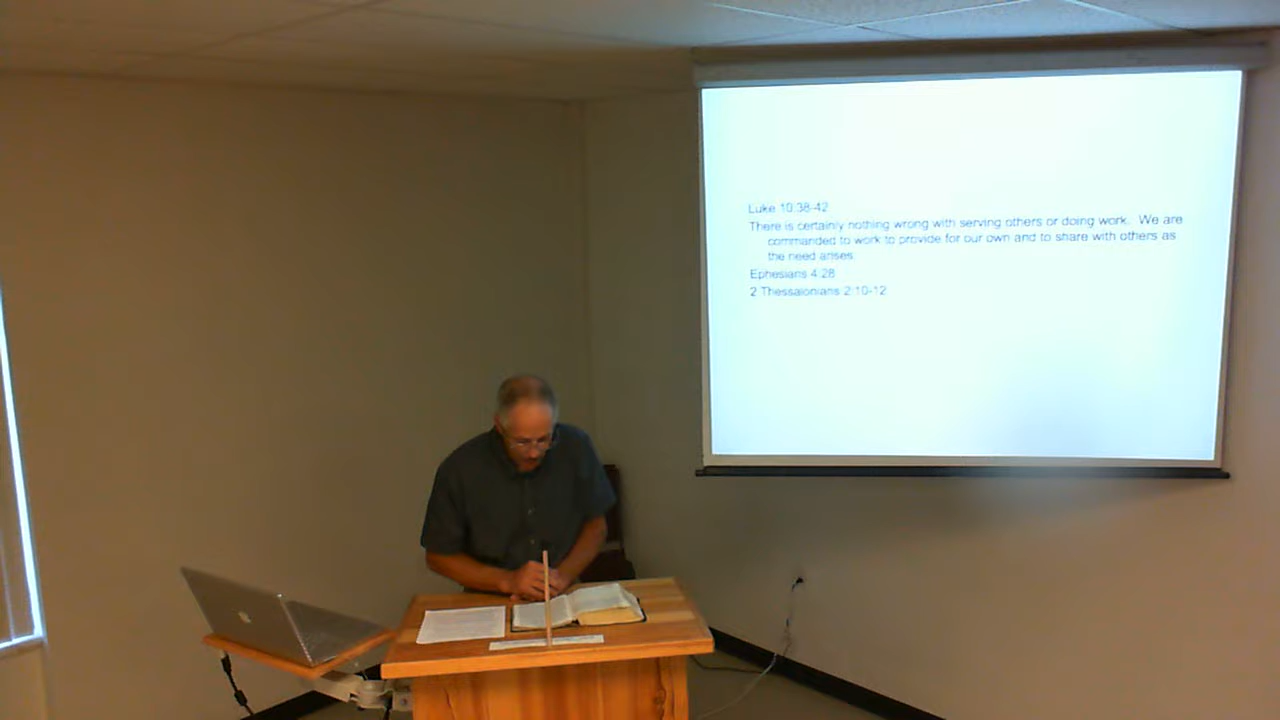 Luke 10:38-42
There is certainly nothing wrong with serving others or doing work. We are
commanded to work to provide for our own and to share with others as
the need arises.
Ephesians 4:28
2 Thessalonians 2:10-12